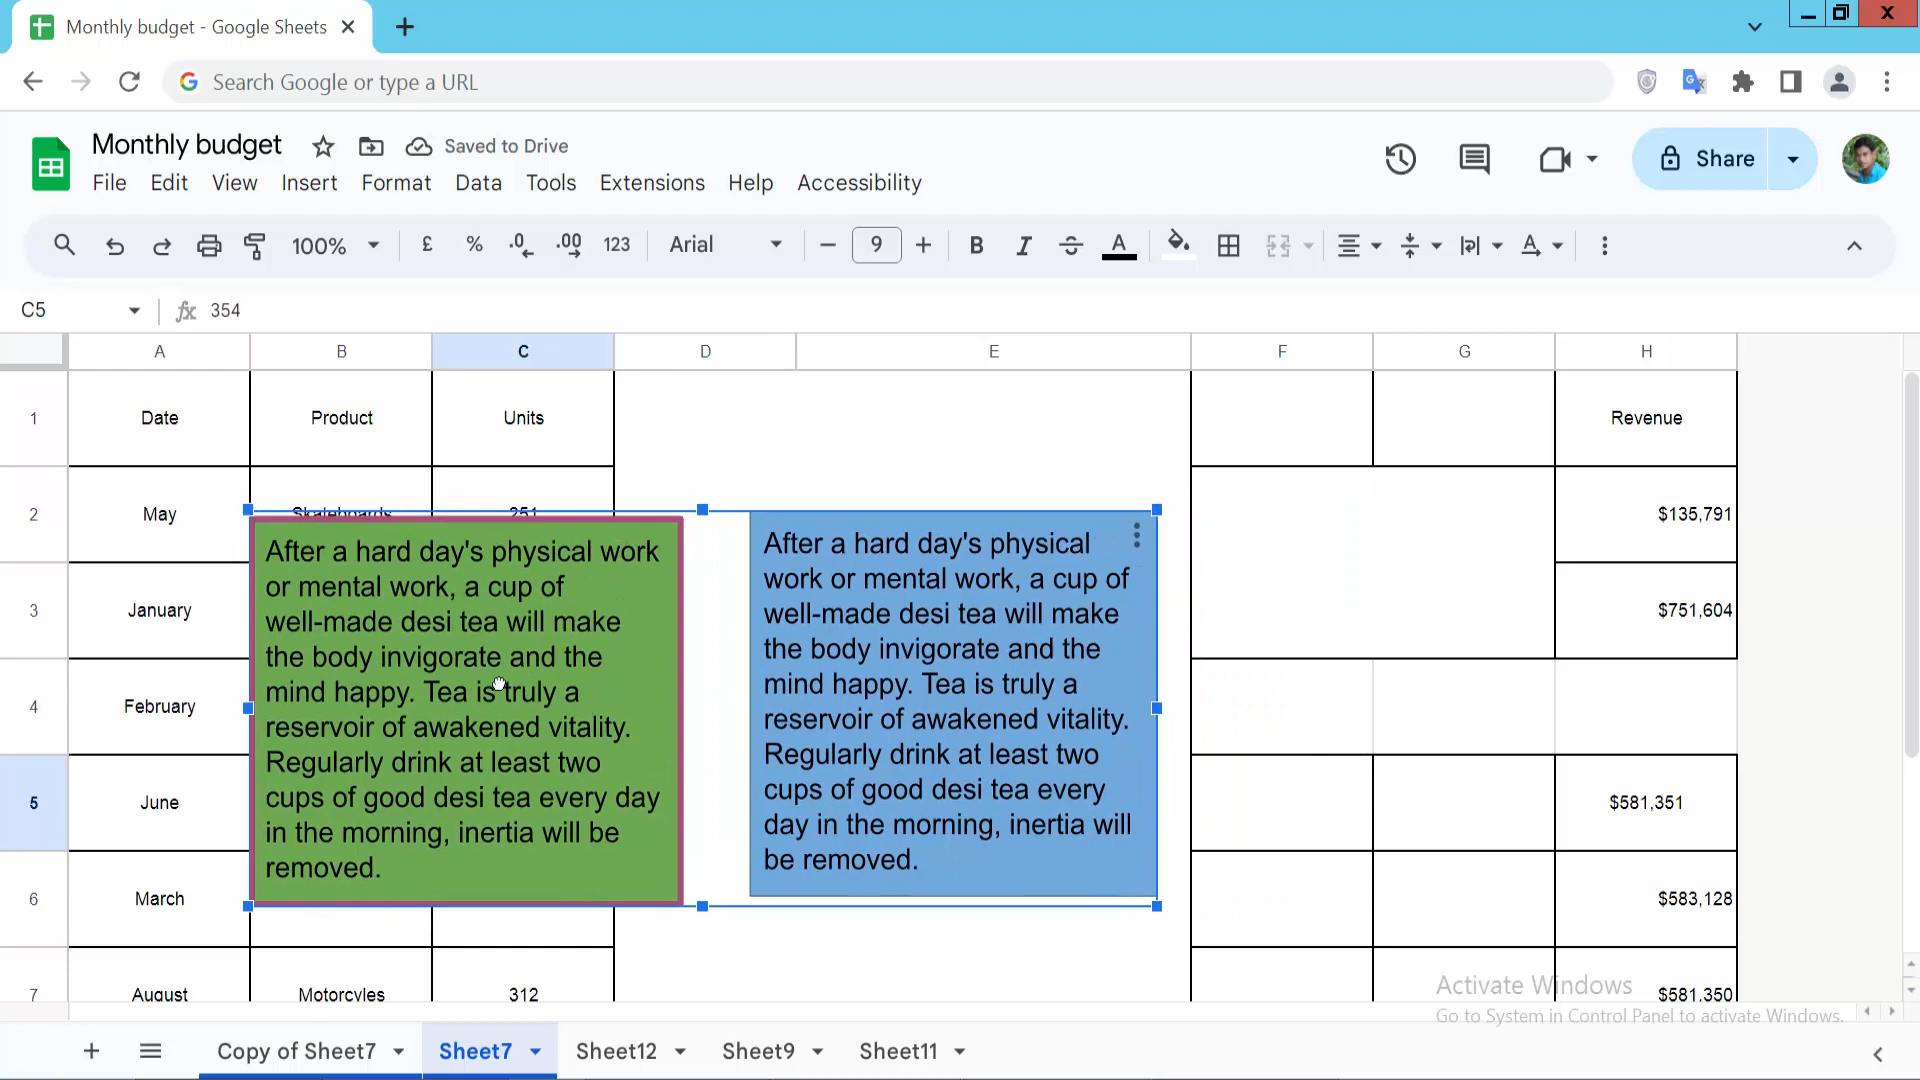 Monthly budget - Google Sheets
Search Google or type a URL
Monthly budget
Saved to Drive
Share
File Edit View Insert Format Data Tools Extensions Help Accessibility
100% £ % .0 .00 123 Arial 9 B I A A
C5 fx 354
A B C D E F G H
1 Date Product Units Revenue
2 May Skateboards 251 $135,791
3 January $751,604
4 February
5 June $581,351
6 March $583,128
7 August Motorcyles 312 $581,350
After a hard day's physical work
or mental work, a cup of
well-made desi tea will make
the body invigorate and the
mind happy. Tea is truly a
reservoir of awakened vitality.
Regularly drink at least two
cups of good desi tea every day
in the morning, inertia will be
removed.
After a hard day's physical
work or mental work, a cup of
well-made desi tea will make
the body invigorate and the
mind happy. Tea is truly a
reservoir of awakened vitality.
Regularly drink at least two
cups of good desi tea every
day in the morning, inertia will
be removed.
Activate Windows
Go to System in Control Panel to activate Windows.
Copy of Sheet7 Sheet7 Sheet12 Sheet9 Sheet11